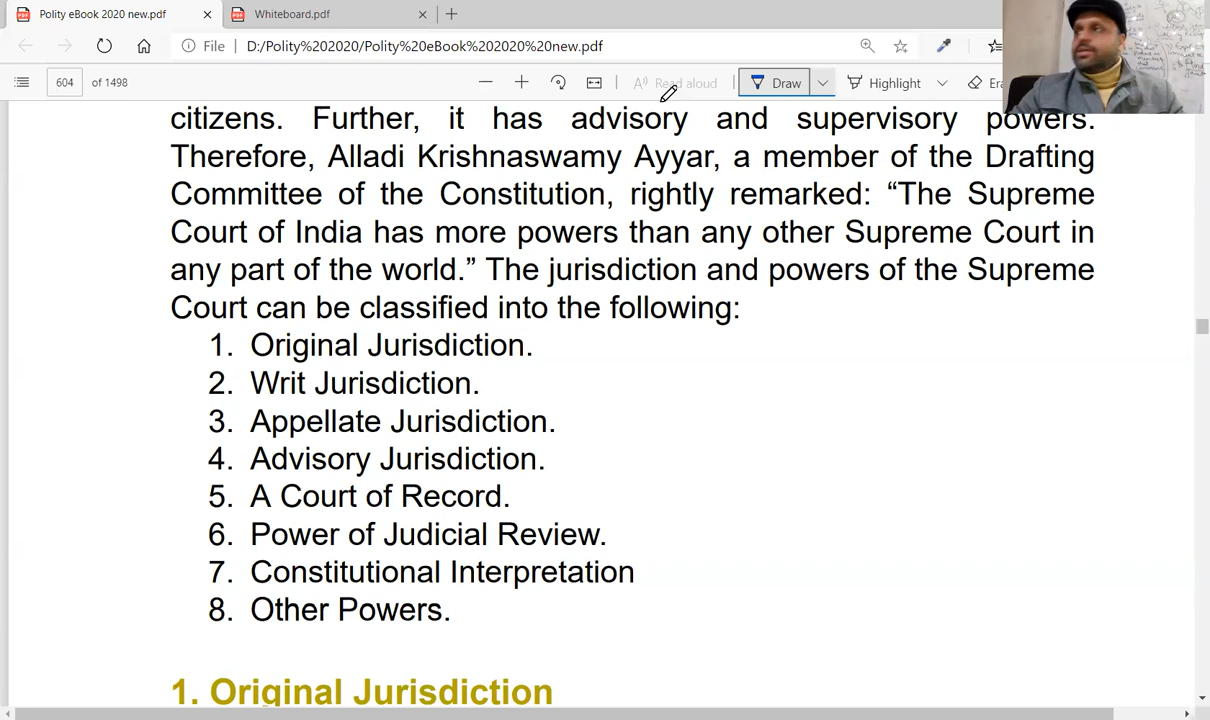 Polity eBook 2020 new.pdf
Whiteboard.pdf
File D:/Polity%202020/Polity%20eBook%202020%20new.pdf
604 of 1498
Read aloud
Draw
Highlight
citizens. Further, it has advisory and supervisory powers.
Therefore, Alladi Krishnaswamy Ayyar, a member of the Drafting
Committee of the Constitution, rightly remarked: “The Supreme
Court of India has more powers than any other Supreme Court in
any part of the world.” The jurisdiction and powers of the Supreme
Court can be classified into the following:
1. Original Jurisdiction.
2. Writ Jurisdiction.
3. Appellate Jurisdiction.
4. Advisory Jurisdiction.
5. A Court of Record.
6. Power of Judicial Review.
7. Constitutional Interpretation
8. Other Powers.
1. Original Jurisdiction